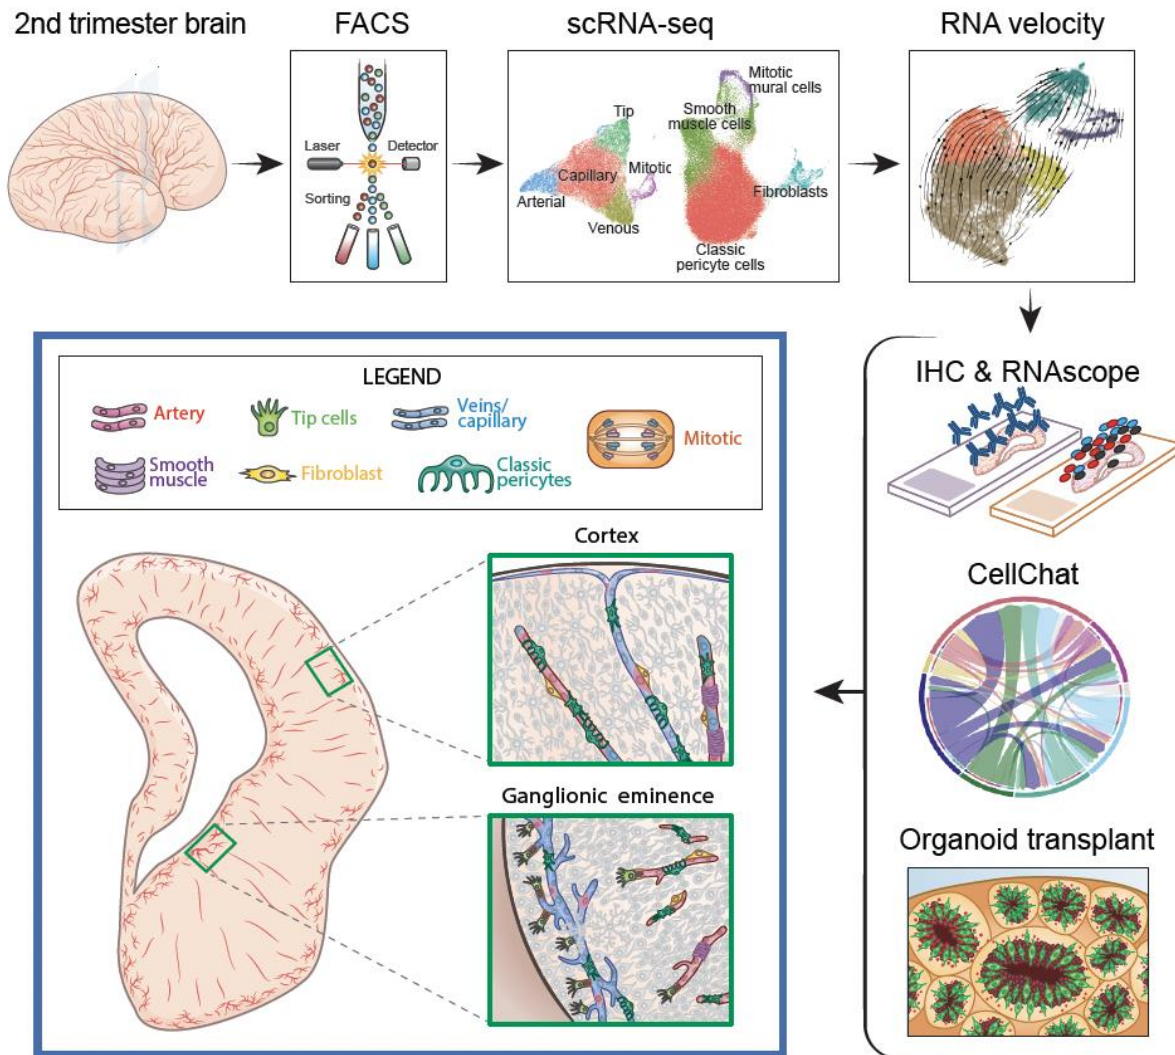 2nd trimester brain
FACS
scRNA-seq
RNA velocity
Laser
Detector
Sorting
Tip
Capillary
Mitotic
Arterial
Venous
Mitotic
mural cells
Smooth
muscle cells
Fibroblasts
Classic
pericyte cells
LEGEND
Artery
Tip cells
Veins/
capillary
Mitotic
Smooth
muscle
Fibroblast
Classic
pericytes
Cortex
Ganglionic eminence
IHC & RNAscope
CellChat
Organoid transplant